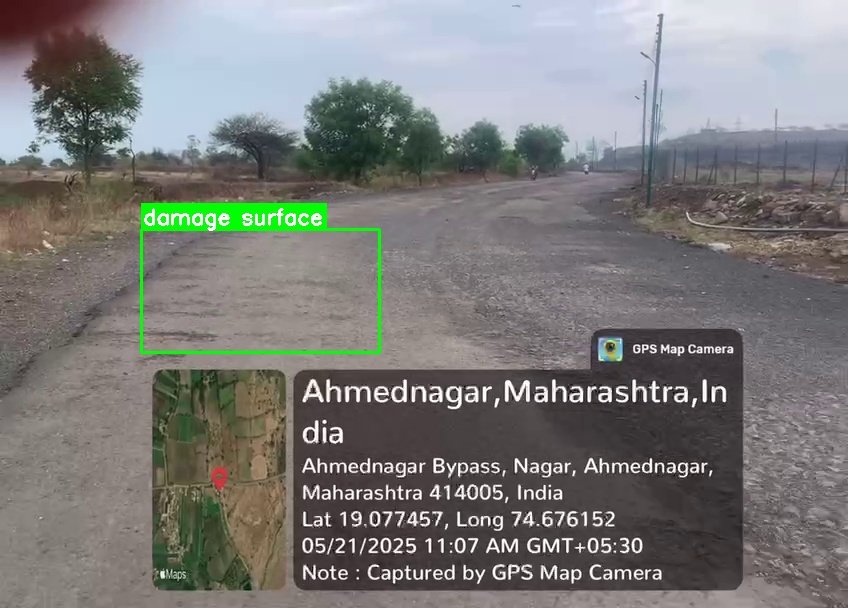 damage surface
GPS Map Camera
Ahmednagar,Maharashtra,In
dia
Ahmednagar Bypass, Nagar, Ahmednagar,
Maharashtra 414005, India
Lat 19.077457, Long 74.676152
05/21/2025 11:07 AM GMT+05:30
Note : Captured by GPS Map Camera
Maps